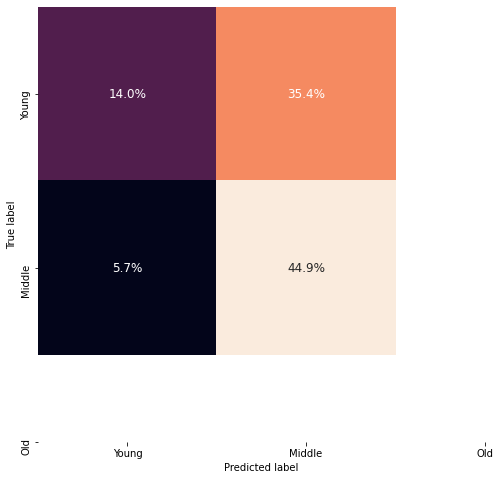 Young
14.0% 35.4%
True label
Middle
5.7% 44.9%
Old
Young Middle Old
Predicted label